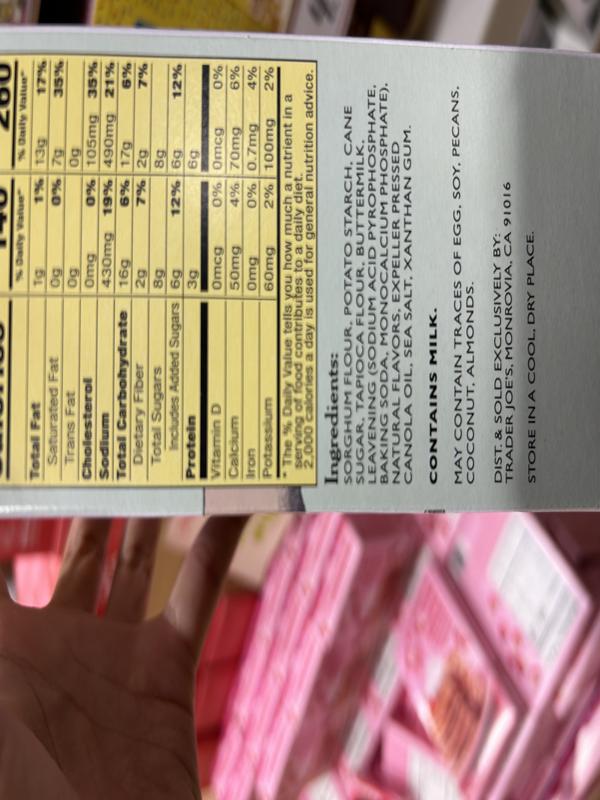 Calories 140 260
% Daily Value* % Daily Value*
Total Fat 1g 1% 13g 17%
Saturated Fat 0g 0% 7g 35%
Trans Fat 0g 0g
Cholesterol 0mg 0% 105mg 35%
Sodium 430mg 19% 490mg 21%
Total Carbohydrate 16g 6% 17g 6%
Dietary Fiber 2g 7% 2g 7%
Total Sugars 8g 8g
Includes Added Sugars 6g 12% 6g 12%
Protein 3g 6g
Vitamin D 0mcg 0% 0mcg 0%
Calcium 50mg 4% 70mg 6%
Iron 0mg 0% 0.7mg 4%
Potassium 60mg 2% 100mg 2%
* The % Daily Value tells you how much a nutrient in a
serving of food contributes to a daily diet.
2,000 calories a day is used for general nutrition advice.
Ingredients:
SORGHUM FLOUR, POTATO STARCH, CANE
SUGAR, TAPIOCA FLOUR, BUTTERMILK,
LEAVENING (SODIUM ACID PYROPHOSPHATE,
BAKING SODA, MONOCALCIUM PHOSPHATE),
NATURAL FLAVORS, EXPELLER PRESSED
CANOLA OIL, SEA SALT, XANTHAN GUM.
CONTAINS MILK.
MAY CONTAIN TRACES OF EGG, SOY, PECANS,
COCONUT, ALMONDS.
DIST. & SOLD EXCLUSIVELY BY:
TRADER JOE'S, MONROVIA, CA 91016
STORE IN A COOL, DRY PLACE.